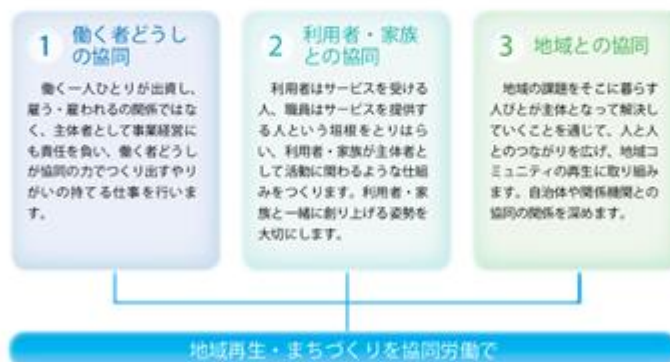 1 働く者どうし
の協同
働く一人ひとりが出資し、
雇う・雇われるの関係ではな
く、主体者として事業経営に
も責任を負い、働く者どうし
が協同の力でつくり出すやり
がいの持てる仕事を行いま
す。
2 利用者・家族
との協同
利用者はサービスを受ける
人、職員はサービスを提供す
る人という垣根をとりはら
い、利用者・家族が主体者と
して活動に関わるような仕組
みをつくります。利用者・家
族と一緒に創り上げる姿勢を
大切にします。
3 地域との協同
地域の課題をそこに暮らす
人びとが主体となって解決し
ていくことを通じて、人と人
とのつながりを広げ、地域コ
ミュニティの再生に取り組み
ます。自治体や関係機関との
協同の関係を深めます。
地域再生・まちづくりを協同労働で